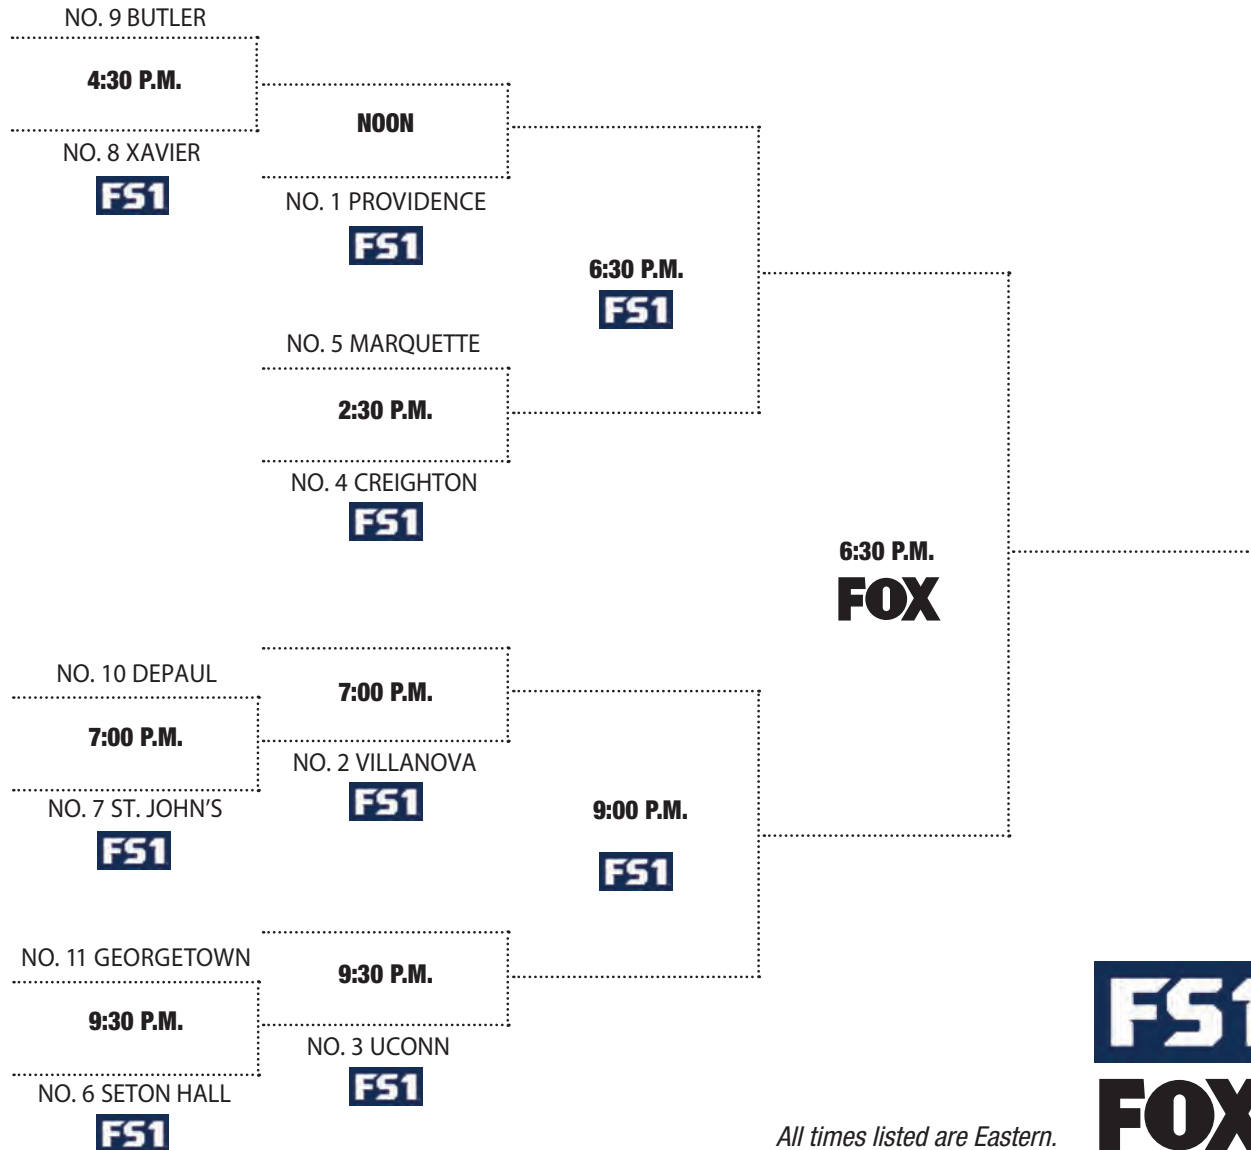 NO. 9 BUTLER
4:30 P.M.
NO. 8 XAVIER
FS1
NOON
NO. 1 PROVIDENCE
FS1
6:30 P.M.
FS1
NO. 5 MARQUETTE
2:30 P.M.
NO. 4 CREIGHTON
FS1
6:30 P.M.
FOX
NO. 10 DEPAUL
7:00 P.M.
NO. 7 ST. JOHN'S
FS1
7:00 P.M.
NO. 2 VILLANOVA
FS1
9:00 P.M.
FS1
NO. 11 GEORGETOWN
9:30 P.M.
NO. 6 SETON HALL
FS1
9:30 P.M.
NO. 3 UCONN
FS1
All times listed are Eastern.
FS1
FOX